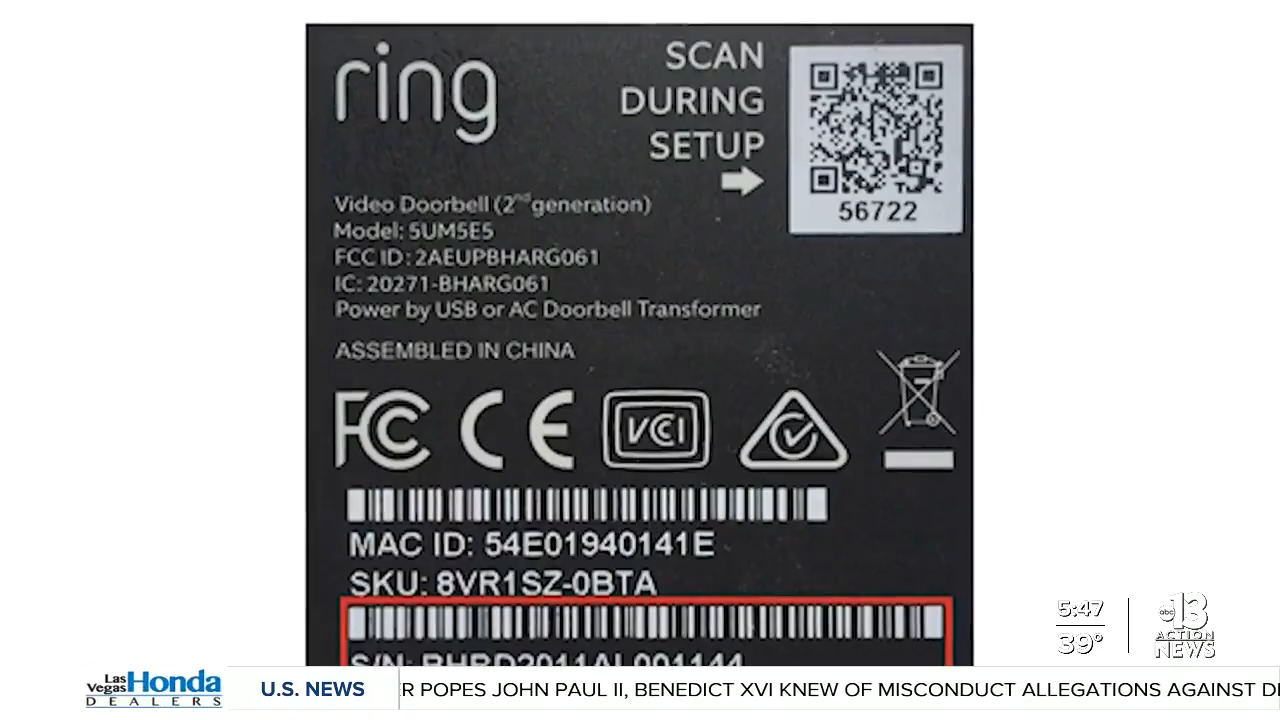 ring
SCAN
DURING
SETUP
56722
Video Doorbell (2nd generation)
Model: 5UM5E5
FCC ID: 2AEUPBHARG061
IC: 20271-BHARG061
Power by USB or AC Doorbell Transformer
ASSEMBLED IN CHINA
FC CE VCI
MAC ID: 54E01940141E
SKU: 8VR1SZ-0BTA
S/N: BHRD2011AL001144
5:47
39°
abc 13
ACTION
NEWS
Las Vegas Honda
DEALERS
U.S. NEWS
ER POPES JOHN PAUL II, BENEDICT XVI KNEW OF MISCONDUCT ALLEGATIONS AGAINST